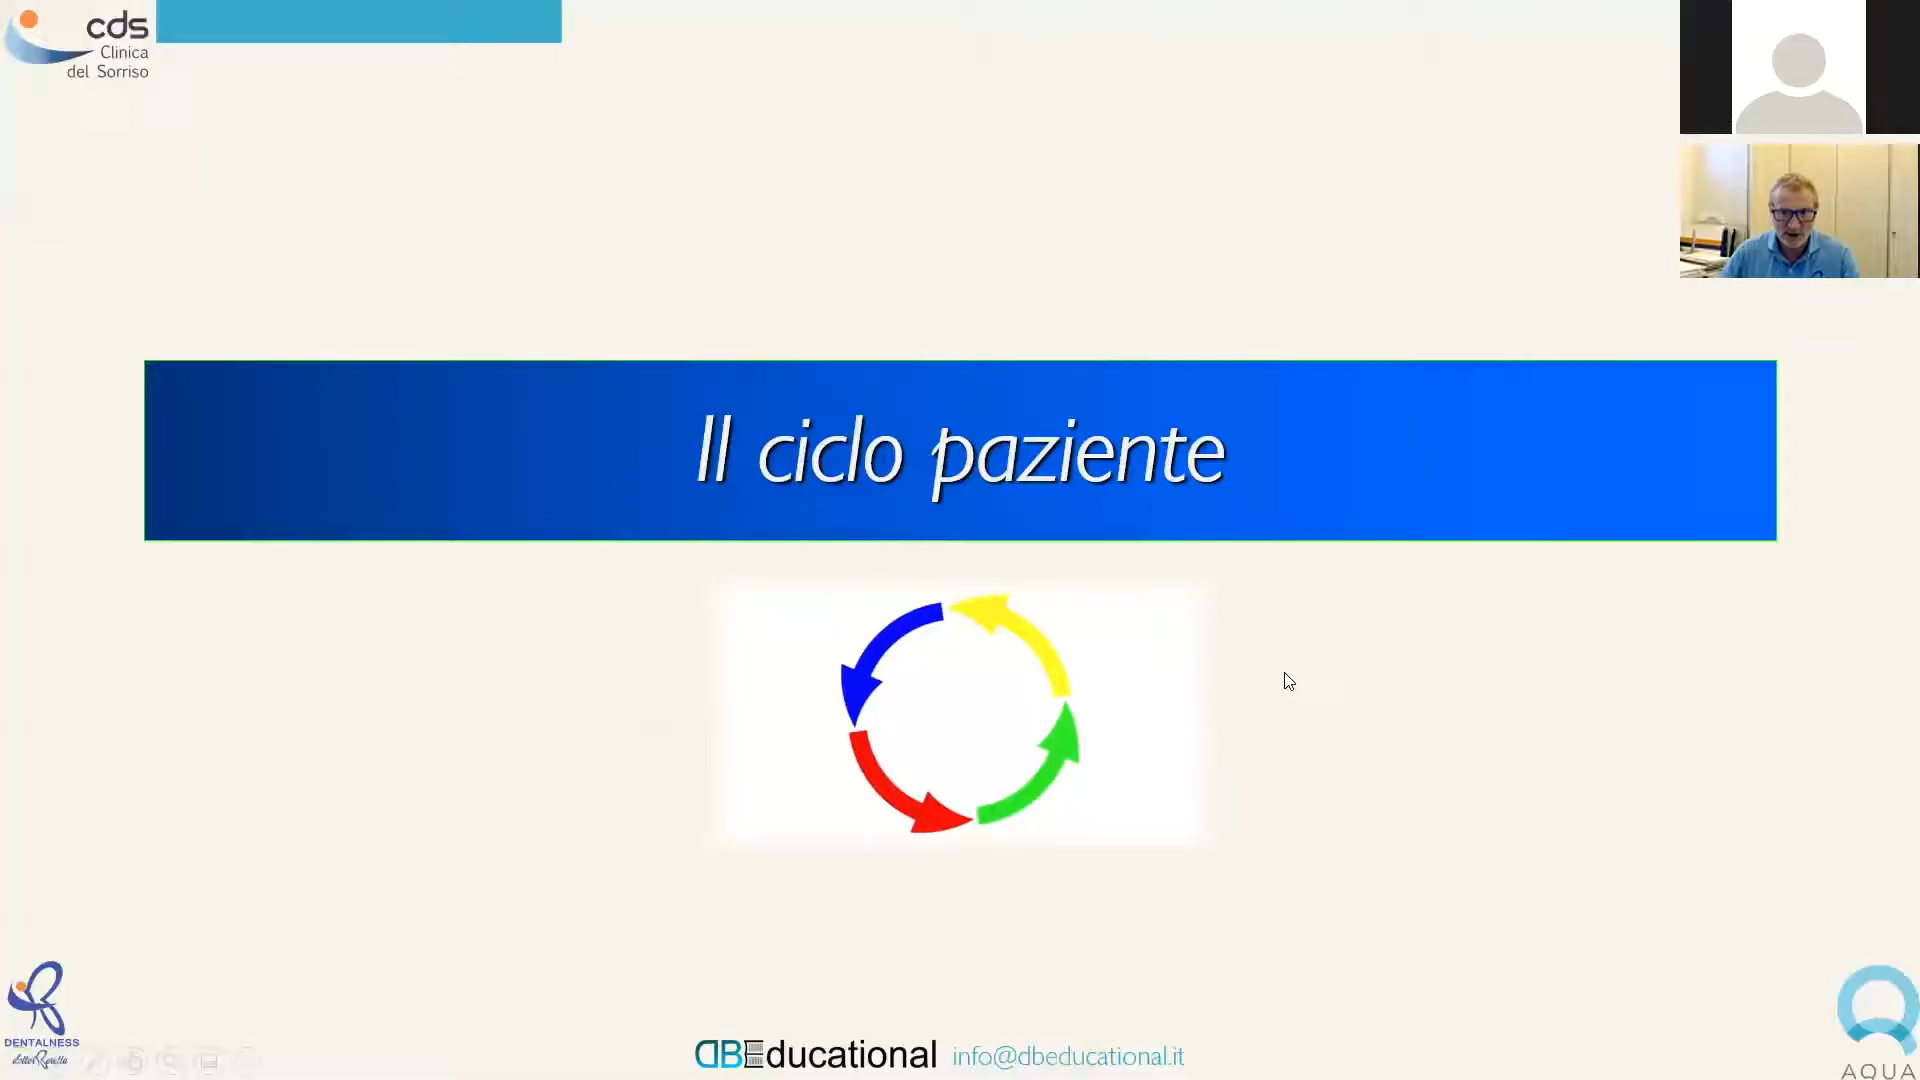 cds
Clinica
del Sorriso
Il ciclo paziente
DENTALNESS
DBEducational info@dbeducational.it
AQUA